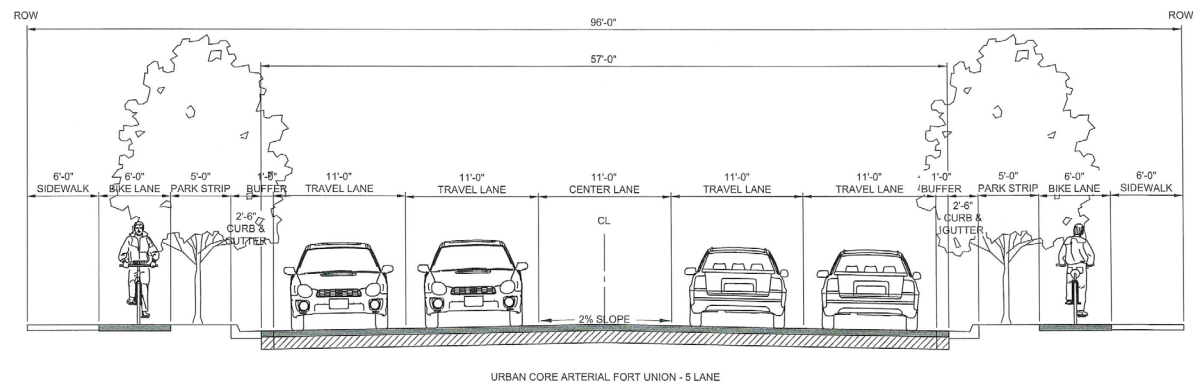 ROW
ROW
96'-0"
57'-0"
6'-0"
SIDEWALK
6'-0"
BIKE LANE
5'-0"
PARK STRIP
1'-0"
BUFFER
2'-6"
CURB &
GUTTER
11'-0"
TRAVEL LANE
11'-0"
TRAVEL LANE
11'-0"
CENTER LANE
11'-0"
TRAVEL LANE
11'-0"
TRAVEL LANE
1'-0"
BUFFER
2'-6"
CURB &
GUTTER
5'-0"
PARK STRIP
6'-0"
BIKE LANE
6'-0"
SIDEWALK
CL
2% SLOPE
URBAN CORE ARTERIAL FORT UNION - 5 LANE